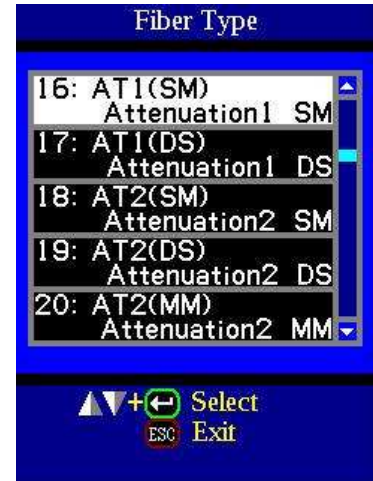 Fiber Type
16: AT1(SM)
Attenuation1 SM
17: AT1(DS)
Attenuation1 DS
18: AT2(SM)
Attenuation2 SM
19: AT2(DS)
Attenuation2 DS
20: AT2(MM)
Attenuation2 MM
+ Select
ESC Exit